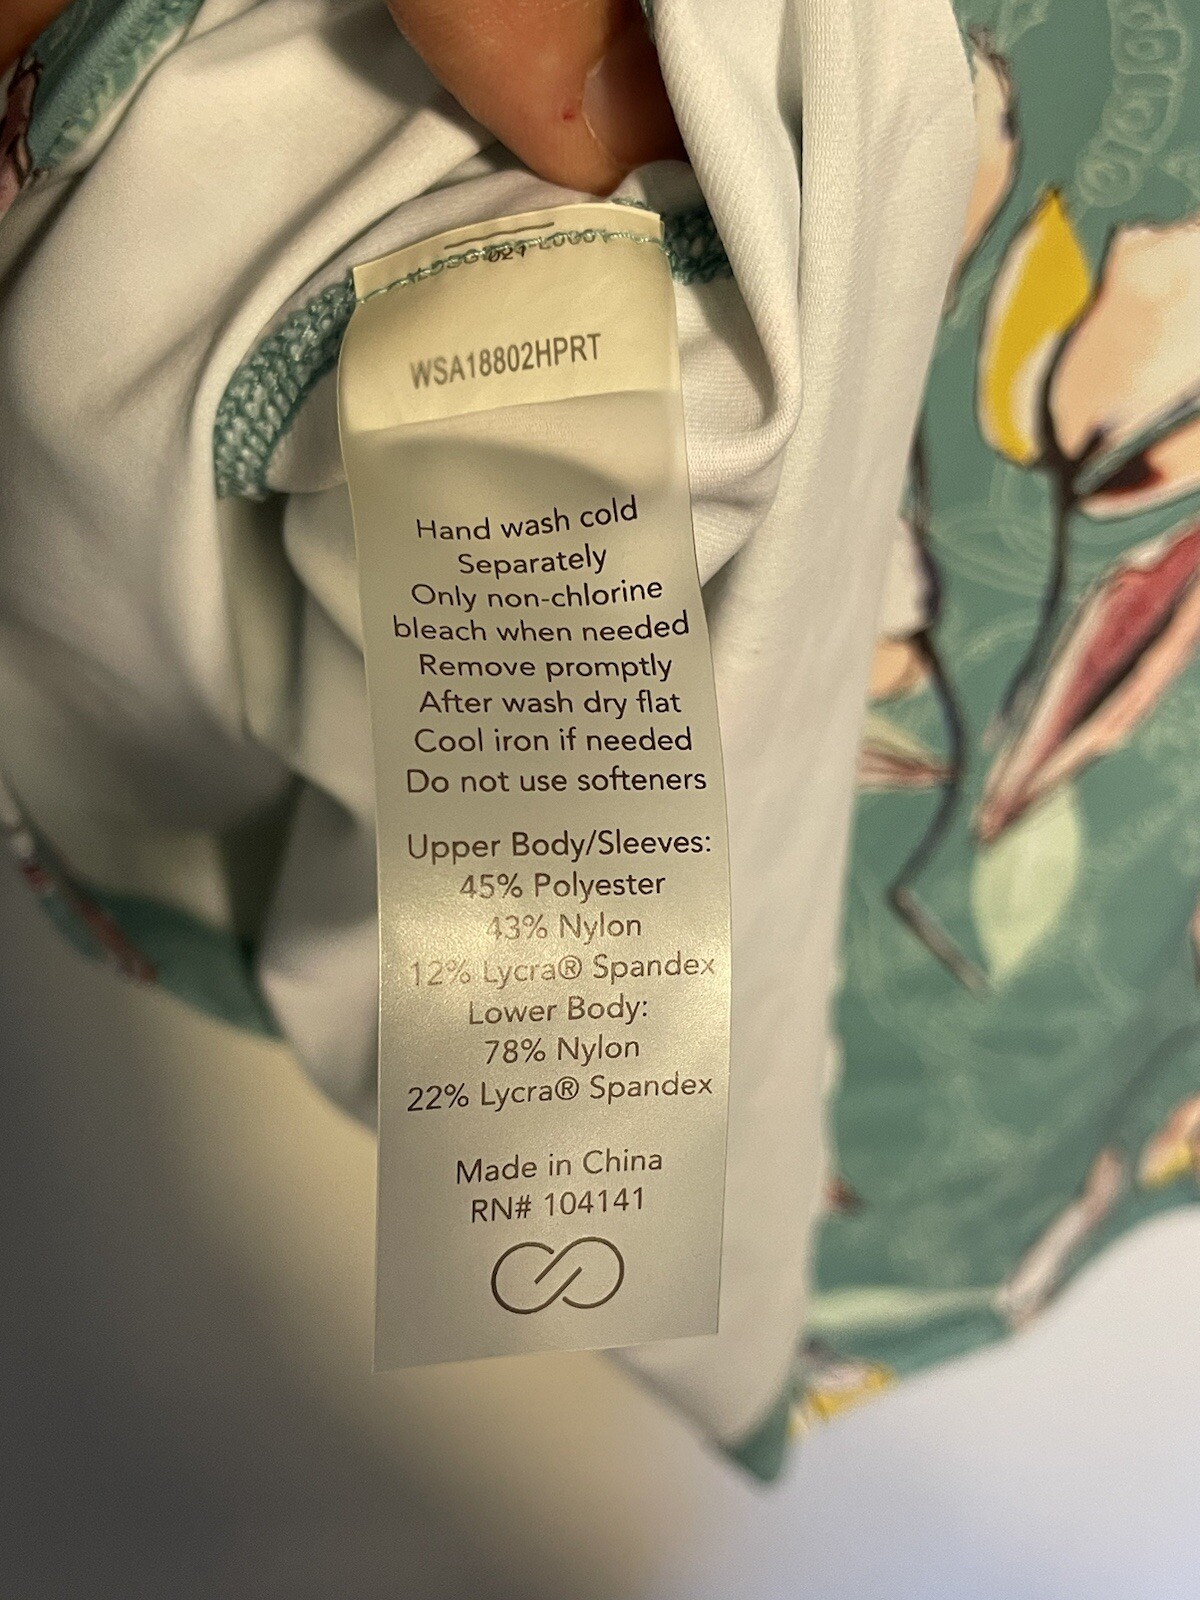 WSA18802HPRT
Hand wash cold
Separately
Only non-chlorine
bleach when needed
Remove promptly
After wash dry flat
Cool iron if needed
Do not use softeners
Upper Body/Sleeves:
45% Polyester
43% Nylon
12% Lycra® Spandex
Lower Body:
78% Nylon
22% Lycra® Spandex
Made in China
RN# 104141